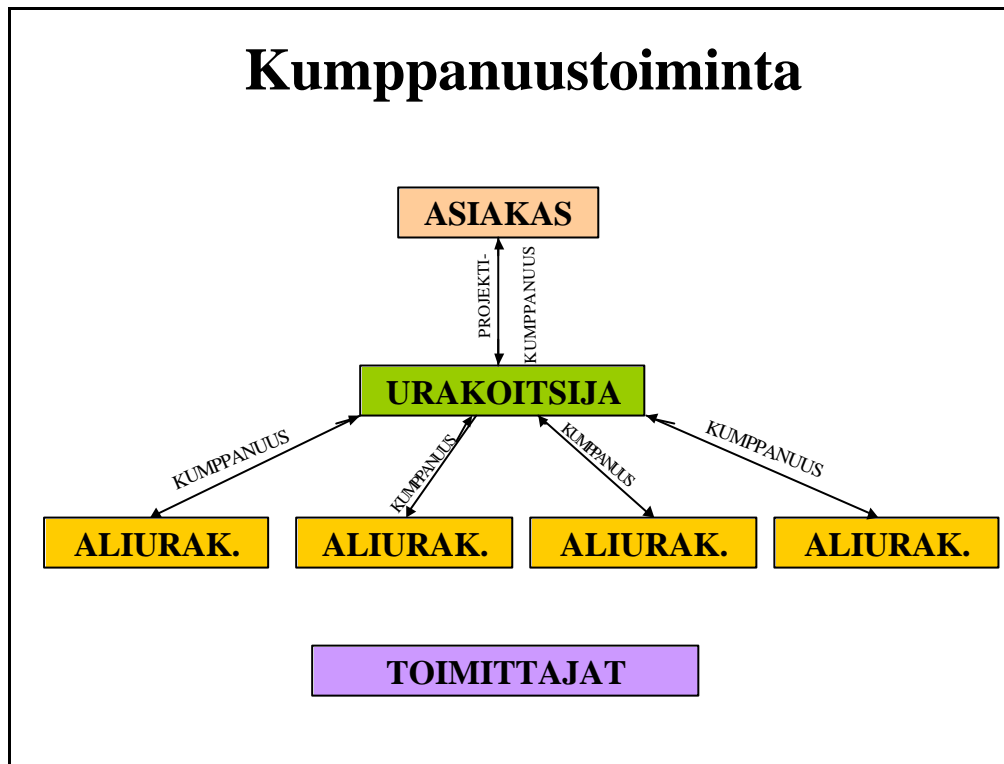 Kumppanuustoiminta
ASIAKAS
PROJEKTI-
KUMPPANUUS
URAKOITSIJA
KUMPPANUUS
KUMPPANUUS
KUMPPANUUS
KUMPPANUUS
ALIURAK.
ALIURAK.
ALIURAK.
ALIURAK.
TOIMITTAJAT